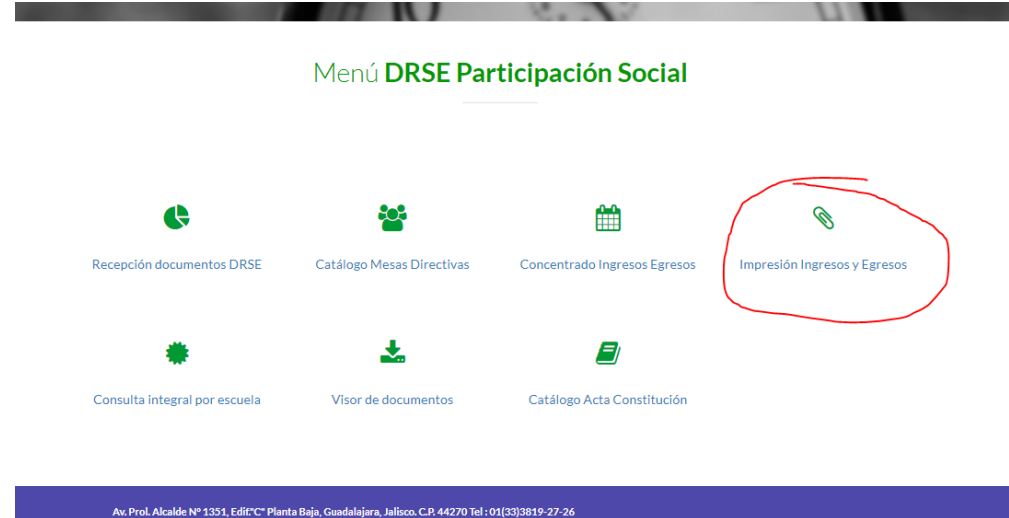 Menú DRSE Participación Social
Recepción documentos DRSE
Catálogo Mesas Directivas
Concentrado Ingresos Egresos
Impresión Ingresos y Egresos
Consulta integral por escuela
Visor de documentos
Catálogo Acta Constitución
Av. Prol. Alcalde Nº 1351, Edif."C" Planta Baja, Guadalajara, Jalisco. C.P. 44270 Tel : 01(33)3819-27-26